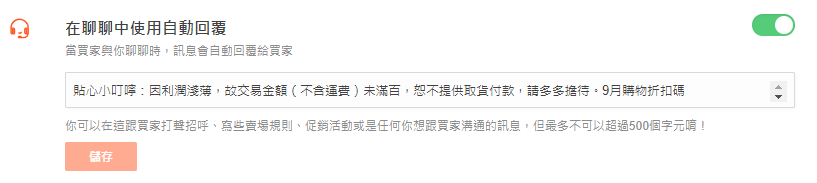 在聊聊中使用自動回覆
當買家與你聊聊時，訊息會自動回覆給買家
貼心小叮嚀：因利潤淺薄，故交易金額（不含運費）未滿百，恕不提供取貨付款，請多多擔待。9月購物折扣碼
你可以在這跟買家打聲招呼、寫些賣場規則、促銷活動或是任何你想跟買家溝通的訊息，但最多不可以超過500個字元唷！
儲存